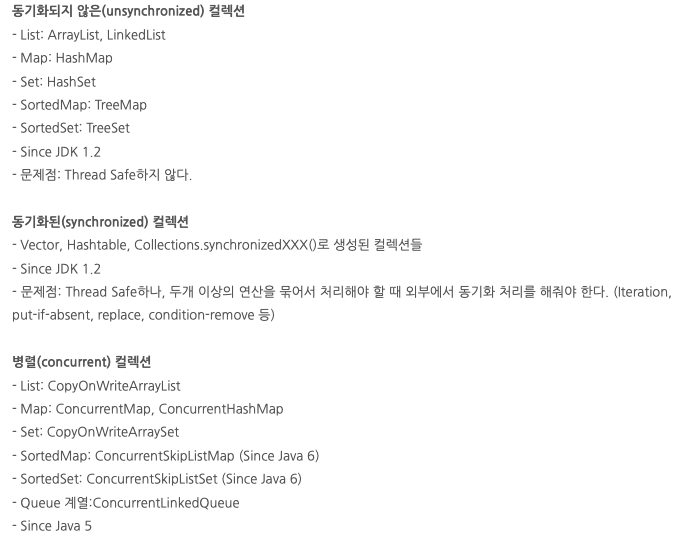 동기화되지 않은(unsynchronized) 컬렉션
- List: ArrayList, LinkedList
- Map: HashMap
- Set: HashSet
- SortedMap: TreeMap
- SortedSet: TreeSet
- Since JDK 1.2
- 문제점: Thread Safe하지 않다.
동기화된(synchronized) 컬렉션
- Vector, Hashtable, Collections.synchronizedXXX()로 생성된 컬렉션들
- Since JDK 1.2
- 문제점: Thread Safe하나, 두개 이상의 연산을 묶어서 처리해야 할 때 외부에서 동기화 처리를 해줘야 한다. (Iteration,
put-if-absent, replace, condition-remove 등)
병렬(concurrent) 컬렉션
- List: CopyOnWriteArrayList
- Map: ConcurrentMap, ConcurrentHashMap
- Set: CopyOnWriteArraySet
- SortedMap: ConcurrentSkipListMap (Since Java 6)
- SortedSet: ConcurrentSkipListSet (Since Java 6)
- Queue 계열:ConcurrentLinkedQueue
- Since Java 5